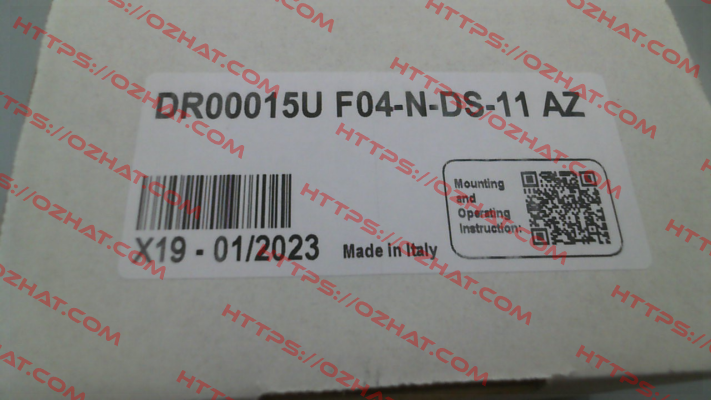 DR00015U F04-N-DS-11 AZ
X19 - 01/2023
Made in Italy
Mounting
and
Operating
Instruction:
HTTPS://OZHAT.COM